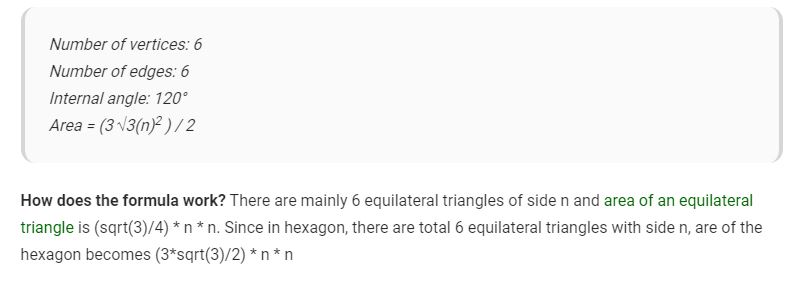 Number of vertices: 6
Number of edges: 6
Internal angle: 120°
Area = (3 √3(n)² ) / 2
How does the formula work? There are mainly 6 equilateral triangles of side n and area of an equilateral
triangle is (sqrt(3)/4) * n * n. Since in hexagon, there are total 6 equilateral triangles with side n, are of the
hexagon becomes (3*sqrt(3)/2) * n * n